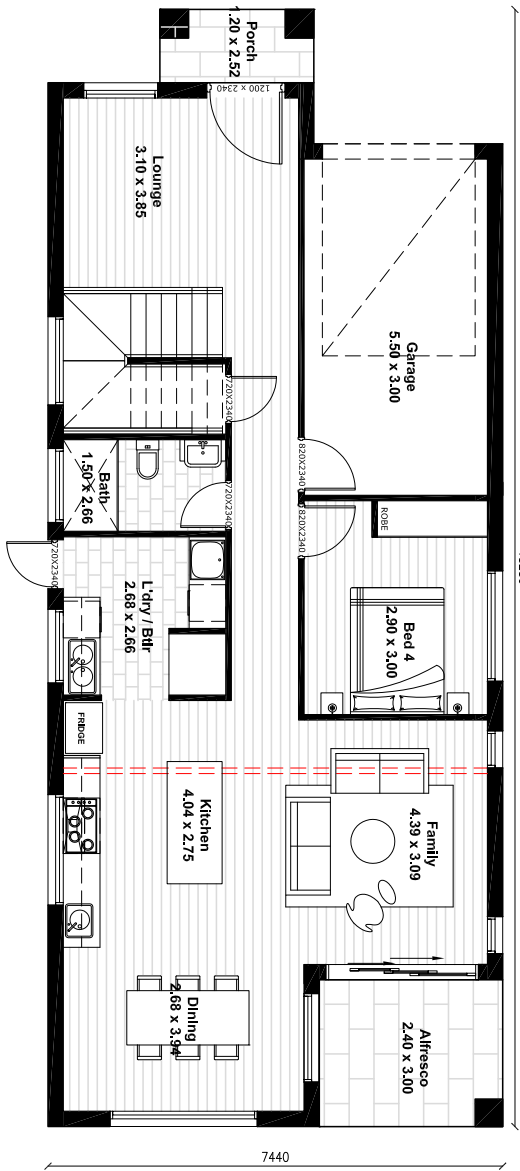 Porch
1.20 x 2.52
1200 x 2340
Lounge
3.10 x 3.85
Garage
5.50 x 3.00
720X2340
820X2340
Bath
1.50 x 2.66
720X2340
820X2340
ROBE
720X2340
L'dry / Btlr
2.68 x 2.66
Bed 4
2.90 x 3.00
FRIDGE
Kitchen
4.04 x 2.75
Family
4.39 x 3.09
Dining
2.68 x 3.94
Alfresco
2.40 x 3.00
7440